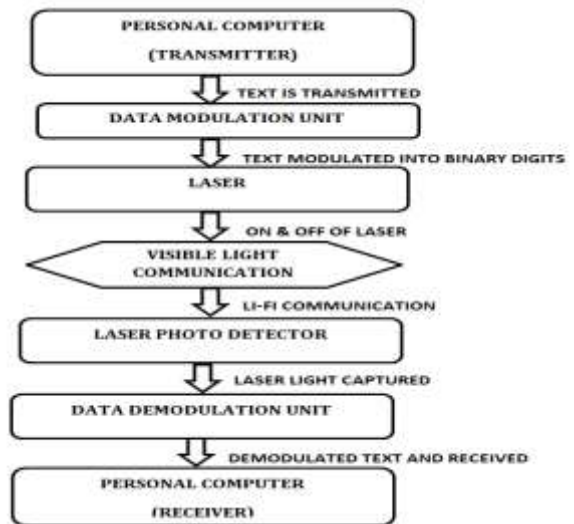 PERSONAL COMPUTER
(TRANSMITTER)
TEXT IS TRANSMITTED
DATA MODULATION UNIT
TEXT MODULATED INTO BINARY DIGITS
LASER
ON & OFF OF LASER
VISIBLE LIGHT
COMMUNICATION
LI-FI COMMUNICATION
LASER PHOTO DETECTOR
LASER LIGHT CAPTURED
DATA DEMODULATION UNIT
DEMODULATED TEXT AND RECEIVED
PERSONAL COMPUTER
(RECEIVER)